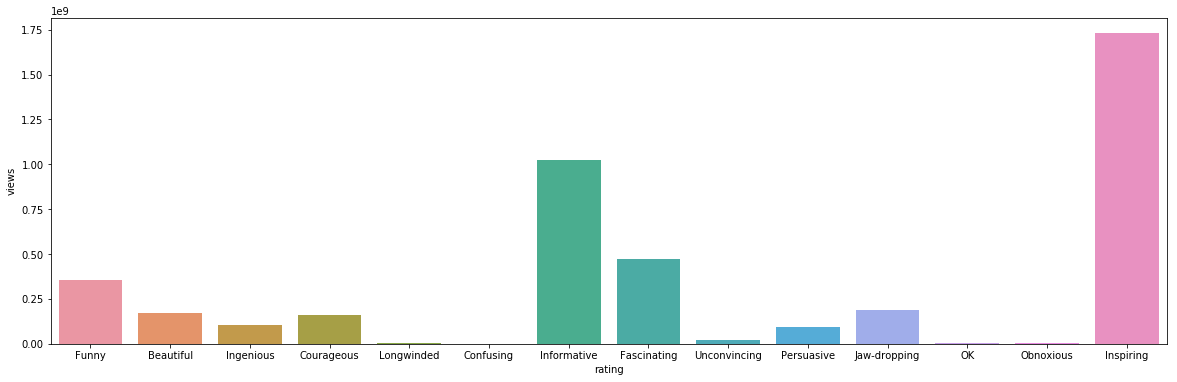 1e9
1.75
1.50
1.25
1.00
0.75
0.50
0.25
0.00
views
Funny Beautiful Ingenious Courageous Longwinded Confusing Informative Fascinating Unconvincing Persuasive Jaw-dropping OK Obnoxious Inspiring
rating